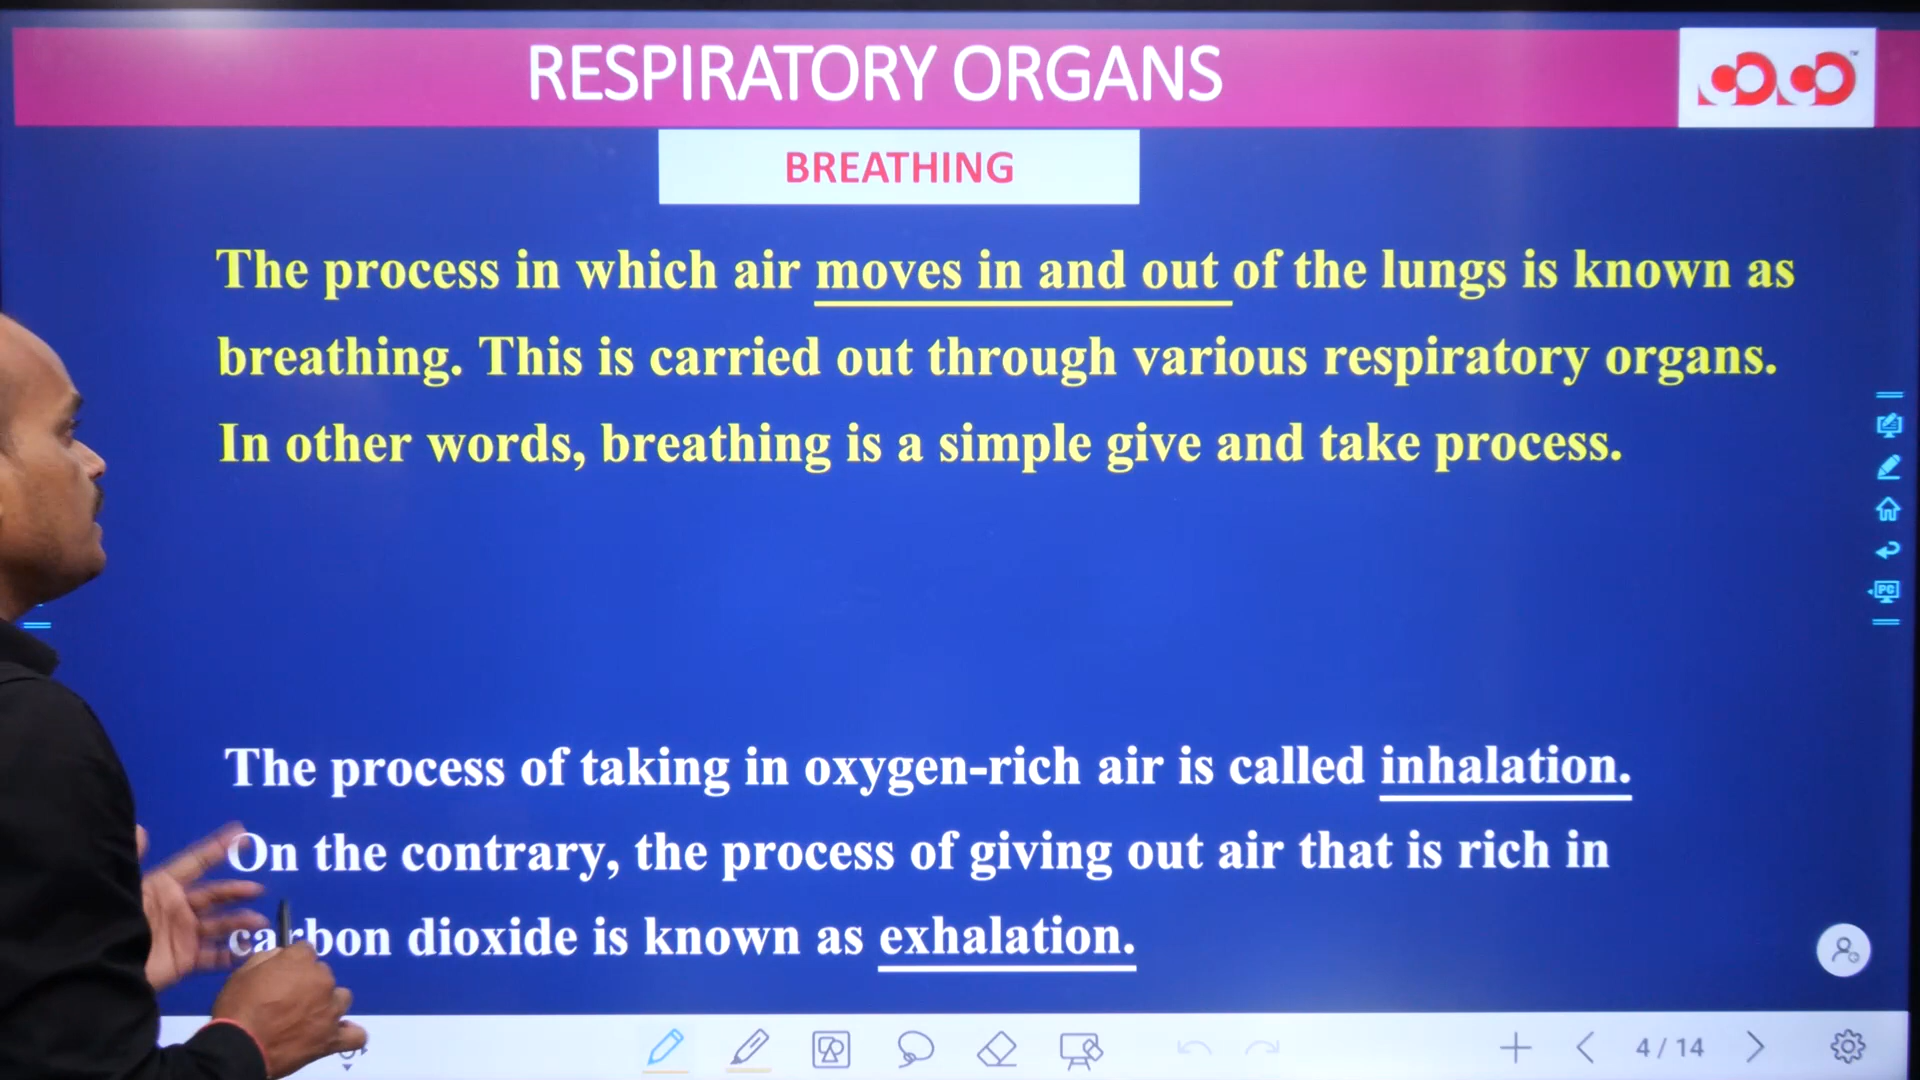 RESPIRATORY ORGANS
BREATHING
The process in which air moves in and out of the lungs is known as
breathing. This is carried out through various respiratory organs.
In other words, breathing is a simple give and take process.
The process of taking in oxygen-rich air is called inhalation.
On the contrary, the process of giving out air that is rich in
carbon dioxide is known as exhalation.
PC
4 / 14